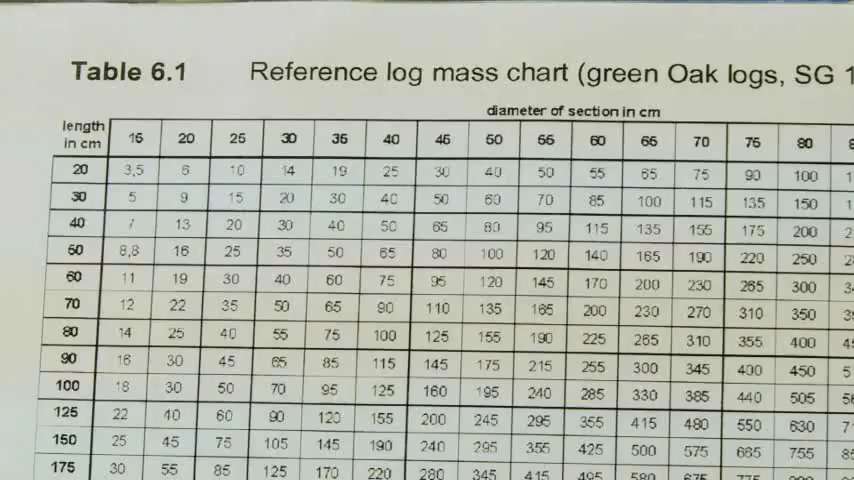 Table 6.1 Reference log mass chart (green Oak logs, SG 1
diameter of section in cm
length in cm 15 20 25 30 35 40 45 50 55 60 65 70 75 80
20 3,5 6 10 14 19 25 30 40 50 55 65 75 90 100
30 5 9 15 20 30 40 50 60 70 85 100 115 135 150
40 7 13 20 30 40 50 65 80 95 115 135 155 175 200
50 8,8 16 25 35 50 65 80 100 120 140 165 190 220 250
60 11 19 30 40 60 75 95 120 145 170 200 230 265 300
70 12 22 35 50 65 90 110 135 165 200 230 270 310 350
80 14 25 40 55 75 100 125 155 190 225 265 310 355 400
90 16 30 45 65 85 115 145 175 215 255 300 345 400 450
100 18 30 50 70 95 125 160 195 240 285 330 385 440 505
125 22 40 60 90 120 155 200 245 295 355 415 480 550 630
150 25 45 75 105 145 190 240 295 355 425 500 575 665 755
175 30 55 85 125 170 220 280 345 415 495 580 675